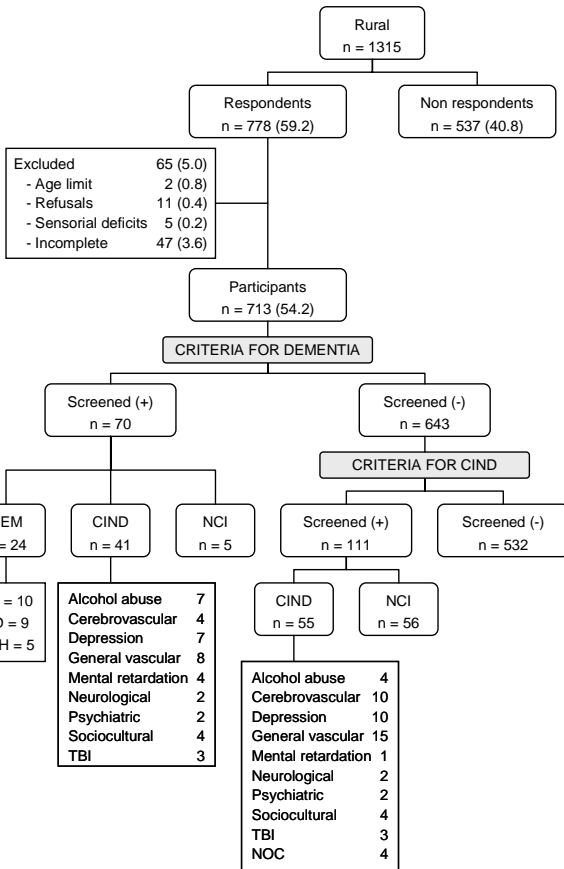 Rural
n = 1315
Respondents
n = 778 (59.2)
Non respondents
n = 537 (40.8)
Excluded 65 (5.0)
- Age limit 2 (0.8)
- Refusals 11 (0.4)
- Sensorial deficits 5 (0.2)
- Incomplete 47 (3.6)
Participants
n = 713 (54.2)
CRITERIA FOR DEMENTIA
Screened (+)
n = 70
Screened (-)
n = 643
CRITERIA FOR CIND
EM
= 24
CIND
n = 41
NCI
n = 5
Screened (+)
n = 111
Screened (-)
n = 532
= 10
= 9
H = 5
Alcohol abuse 7
Cerebrovascular 4
Depression 7
General vascular 8
Mental retardation 4
Neurological 2
Psychiatric 2
Sociocultural 4
TBI 3
CIND
n = 55
NCI
n = 56
Alcohol abuse 4
Cerebrovascular 10
Depression 10
General vascular 15
Mental retardation 1
Neurological 2
Psychiatric 2
Sociocultural 4
TBI 3
NOC 4